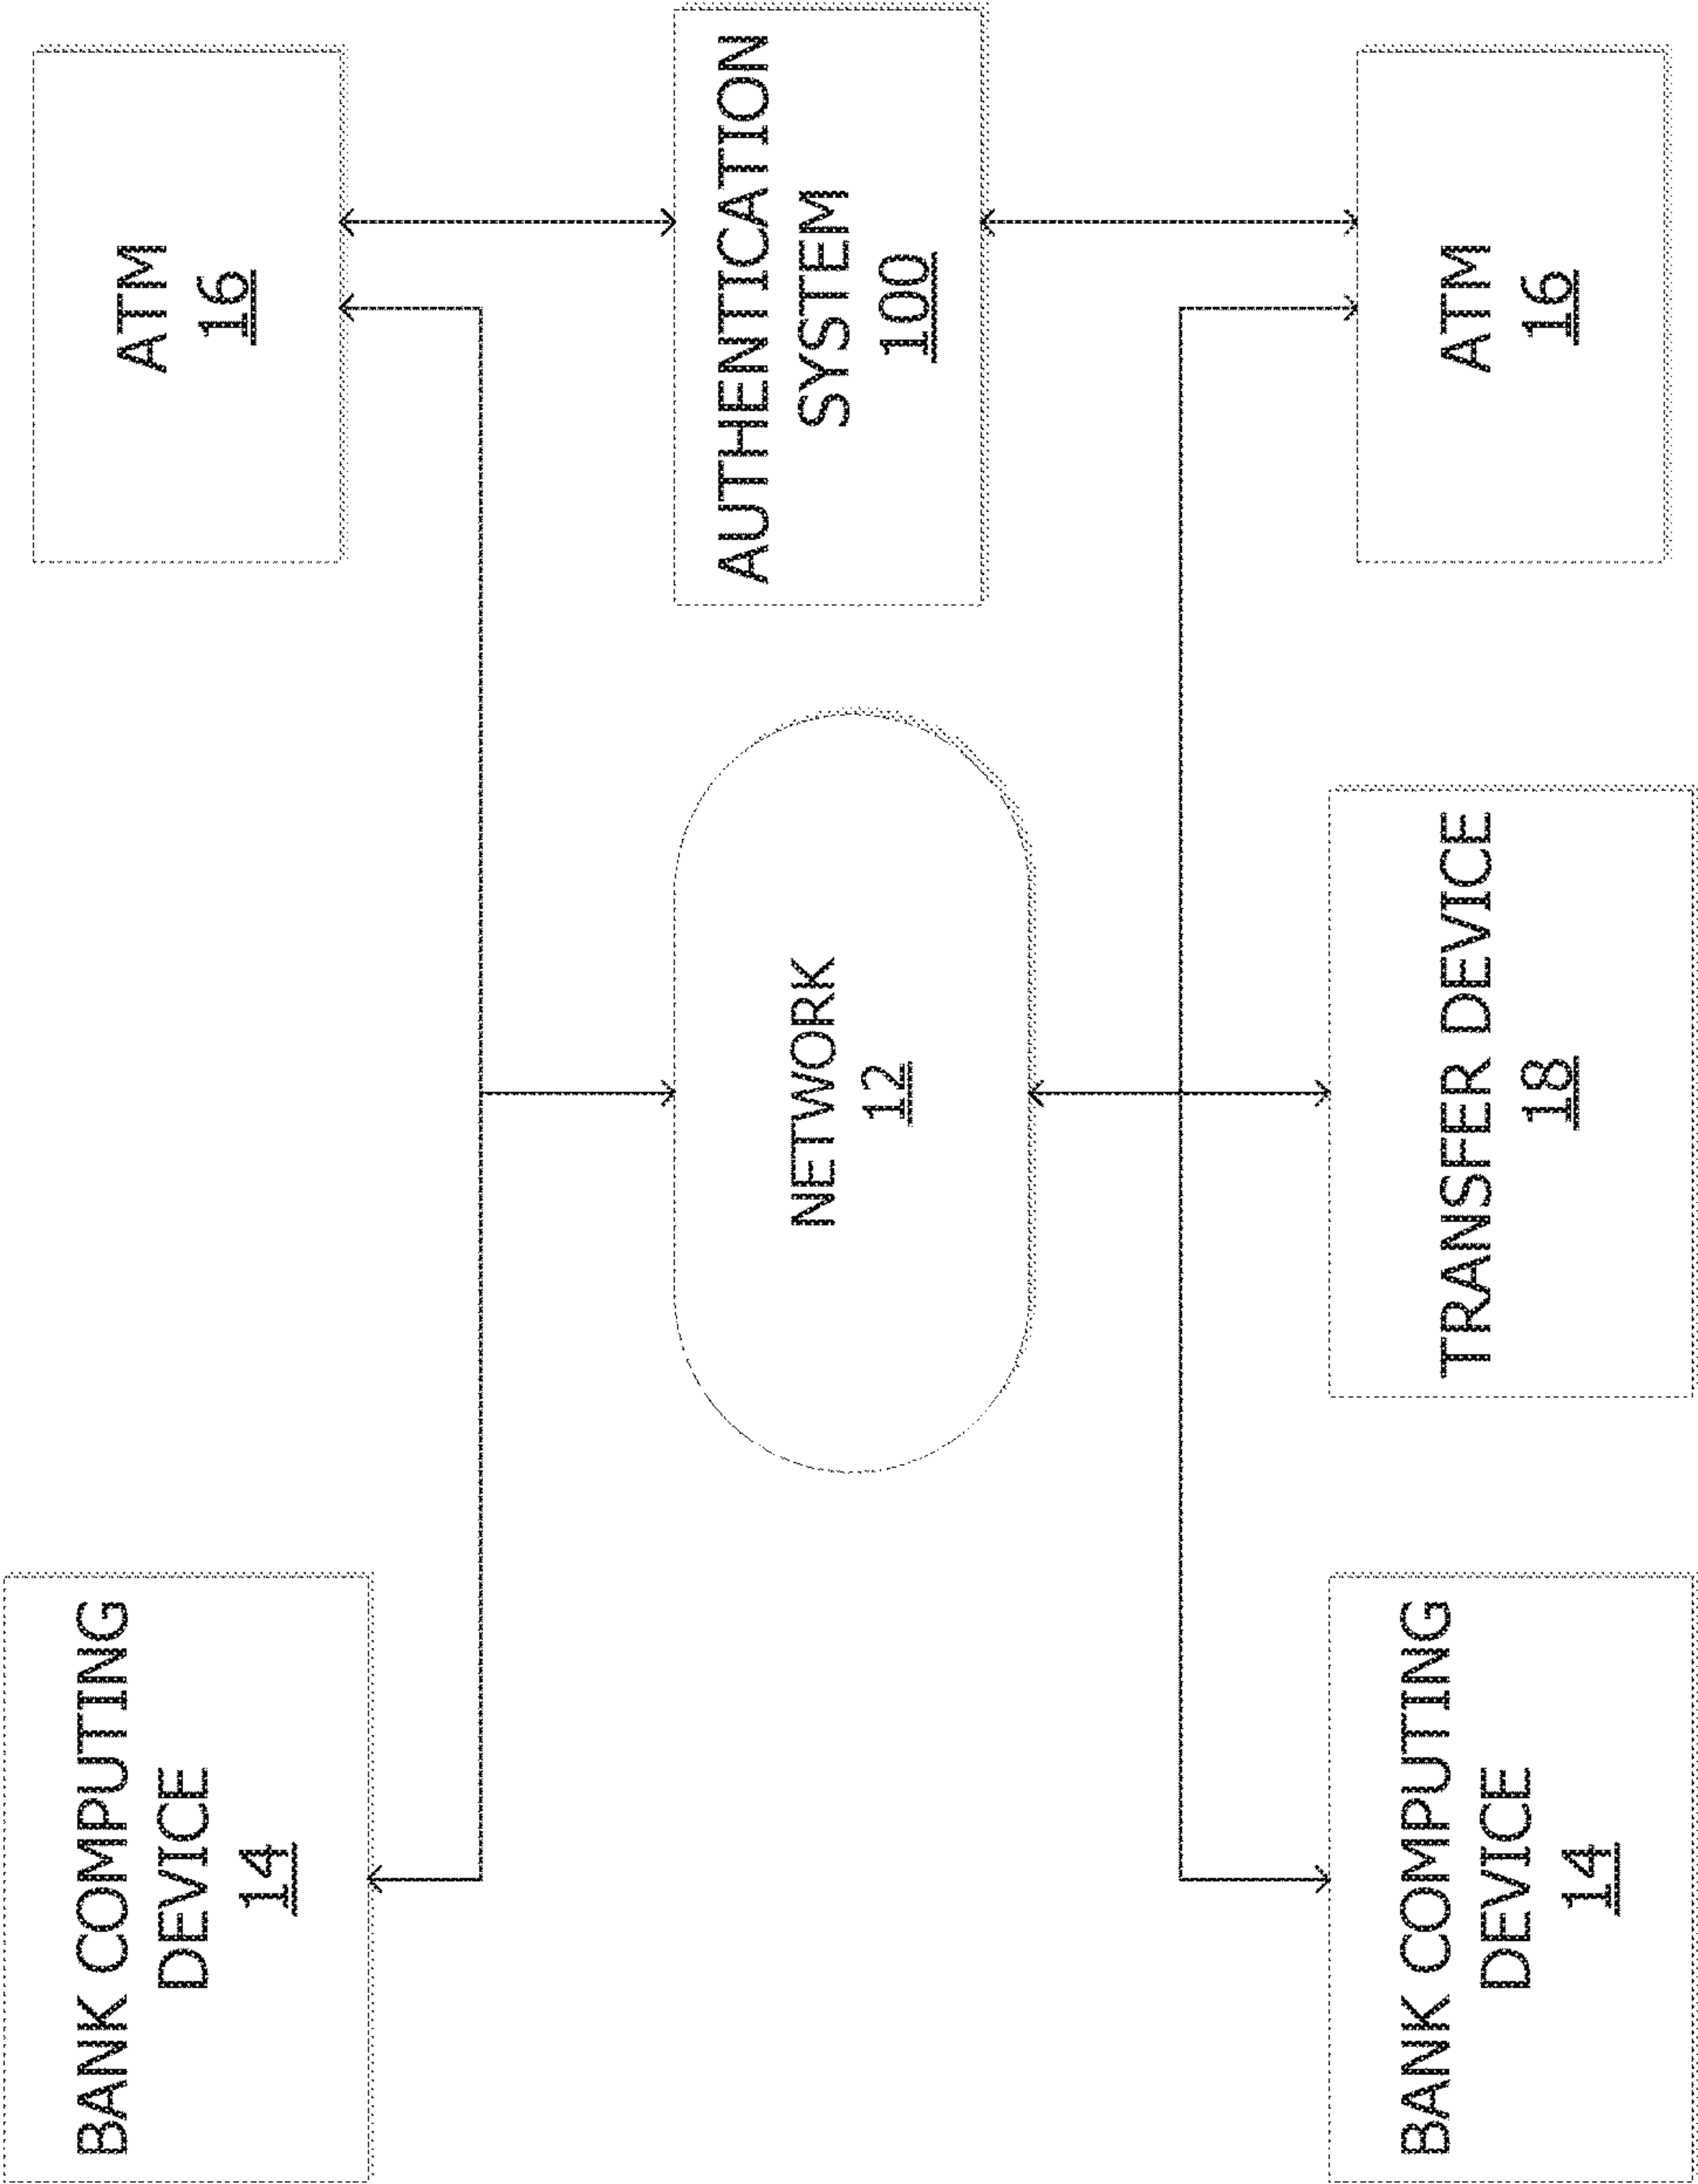 BANK COMPUTING
DEVICE
14
ATM
16
NETWORK
12
AUTHENTICATION
SYSTEM
100
BANK COMPUTING
DEVICE
14
TRANSFER DEVICE
18
ATM
16